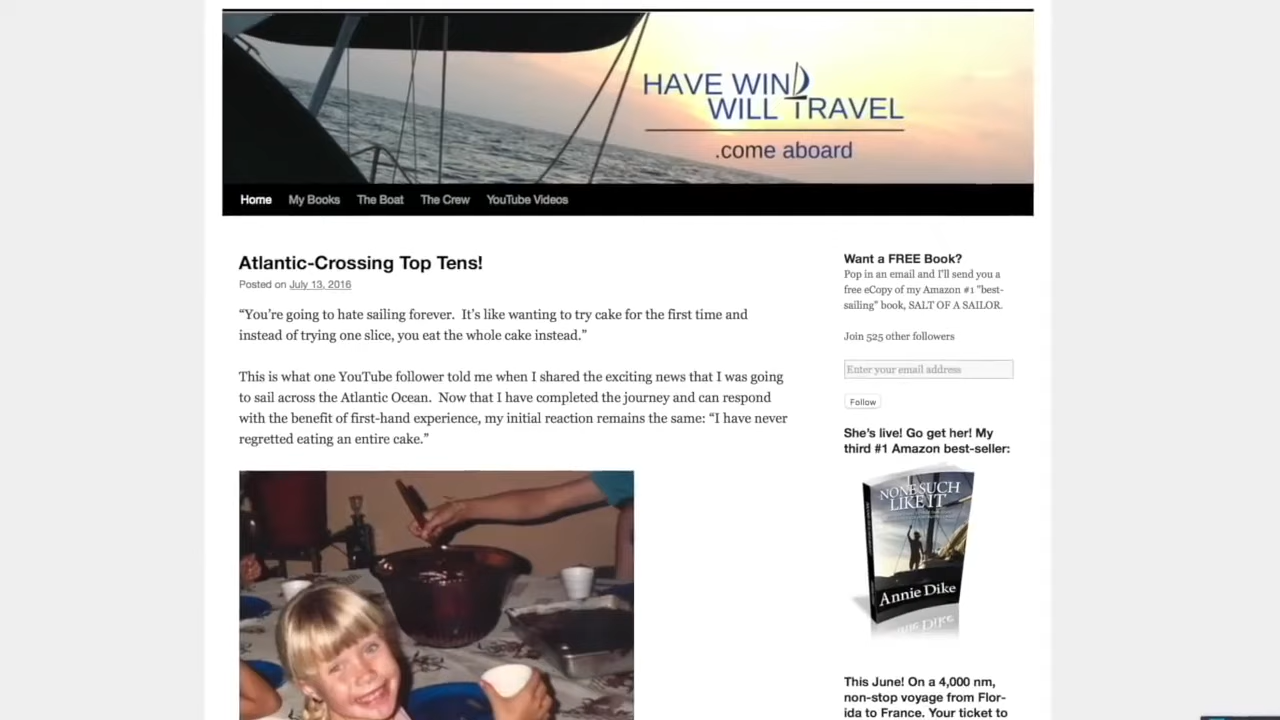 HAVE WIND
WILL TRAVEL
.come aboard
Home My Books The Boat The Crew YouTube Videos
Atlantic-Crossing Top Tens!
Posted on July 13, 2016
“You’re going to hate sailing forever. It’s like wanting to try cake for the first time and
instead of trying one slice, you eat the whole cake instead.”
This is what one YouTube follower told me when I shared the exciting news that I was going
to sail across the Atlantic Ocean. Now that I have completed the journey and can respond
with the benefit of first-hand experience, my initial reaction remains the same: “I have never
regretted eating an entire cake.”
Want a FREE Book?
Pop in an email and I'll send you a
free eCopy of my Amazon #1 "best-
sailing" book, SALT OF A SAILOR.
Join 525 other followers
Enter your email address
Follow
She’s live! Go get her! My
third #1 Amazon best-seller:
NONE SUCH
LIKE IT
Annie Dike
This June! On a 4,000 nm,
non-stop voyage from Flor-
ida to France. Your ticket to